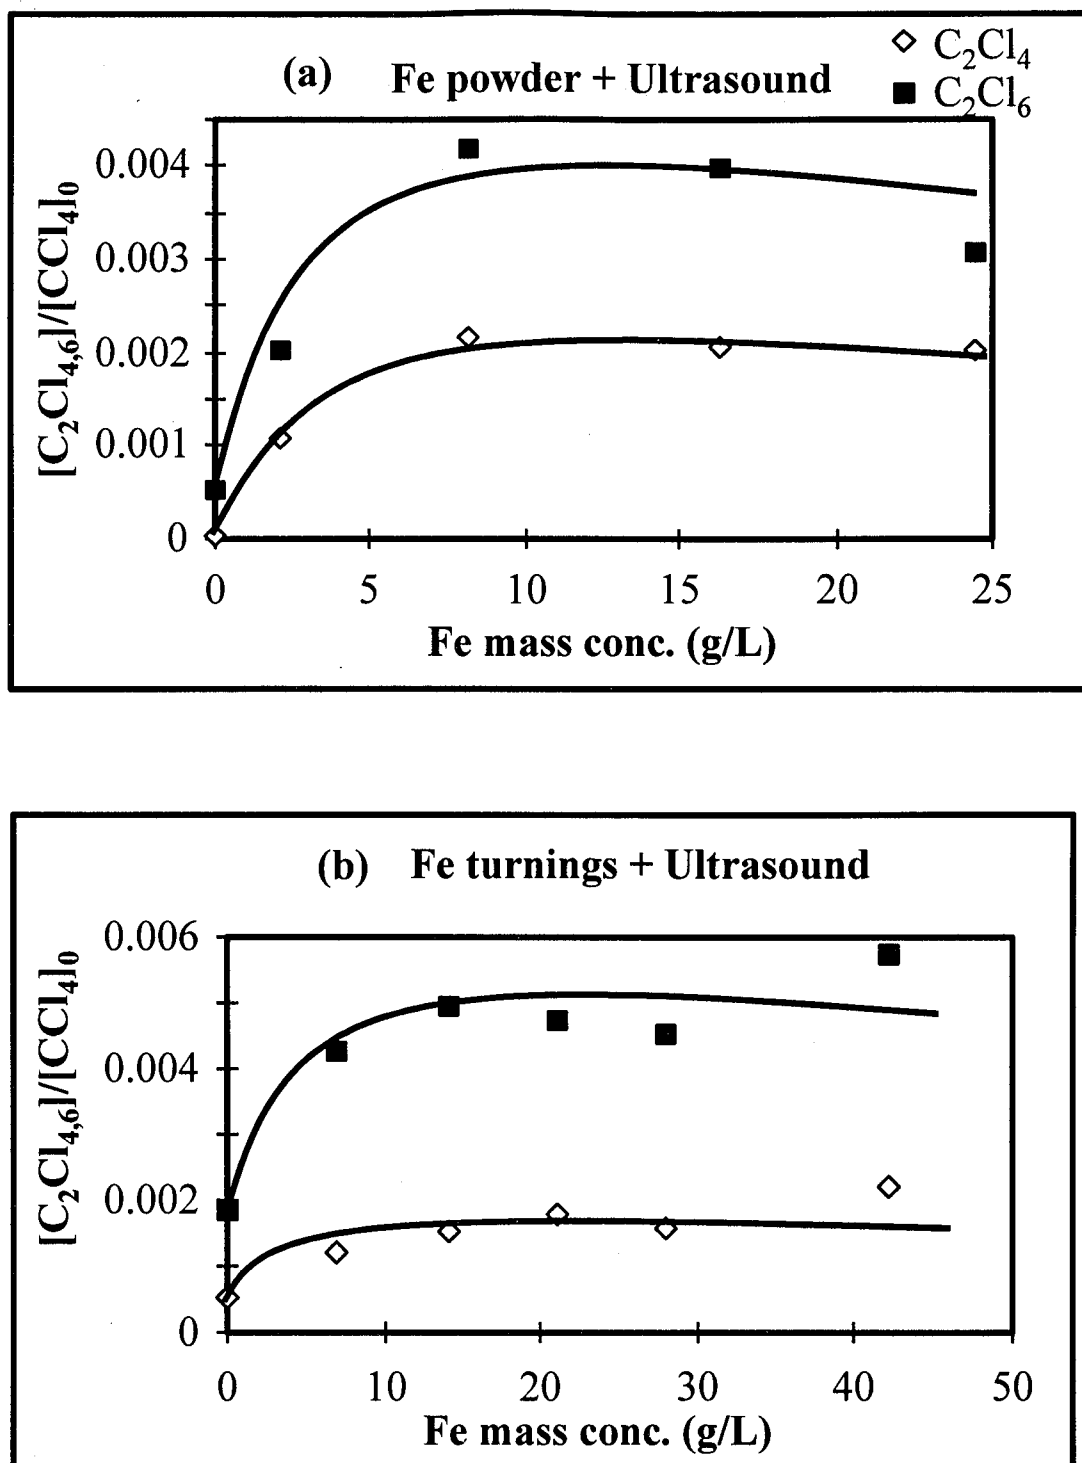 (a) Fe powder + Ultrasound
C₂Cl₄
C₂Cl₆
[C₂Cl₄,₆]/[CCl₄]₀
0.004
0.003
0.002
0.001
0
0 5 10 15 20 25
Fe mass conc. (g/L)
(b) Fe turnings + Ultrasound
[C₂Cl₄,₆]/[CCl₄]₀
0.006
0.004
0.002
0
0 10 20 30 40 50
Fe mass conc. (g/L)